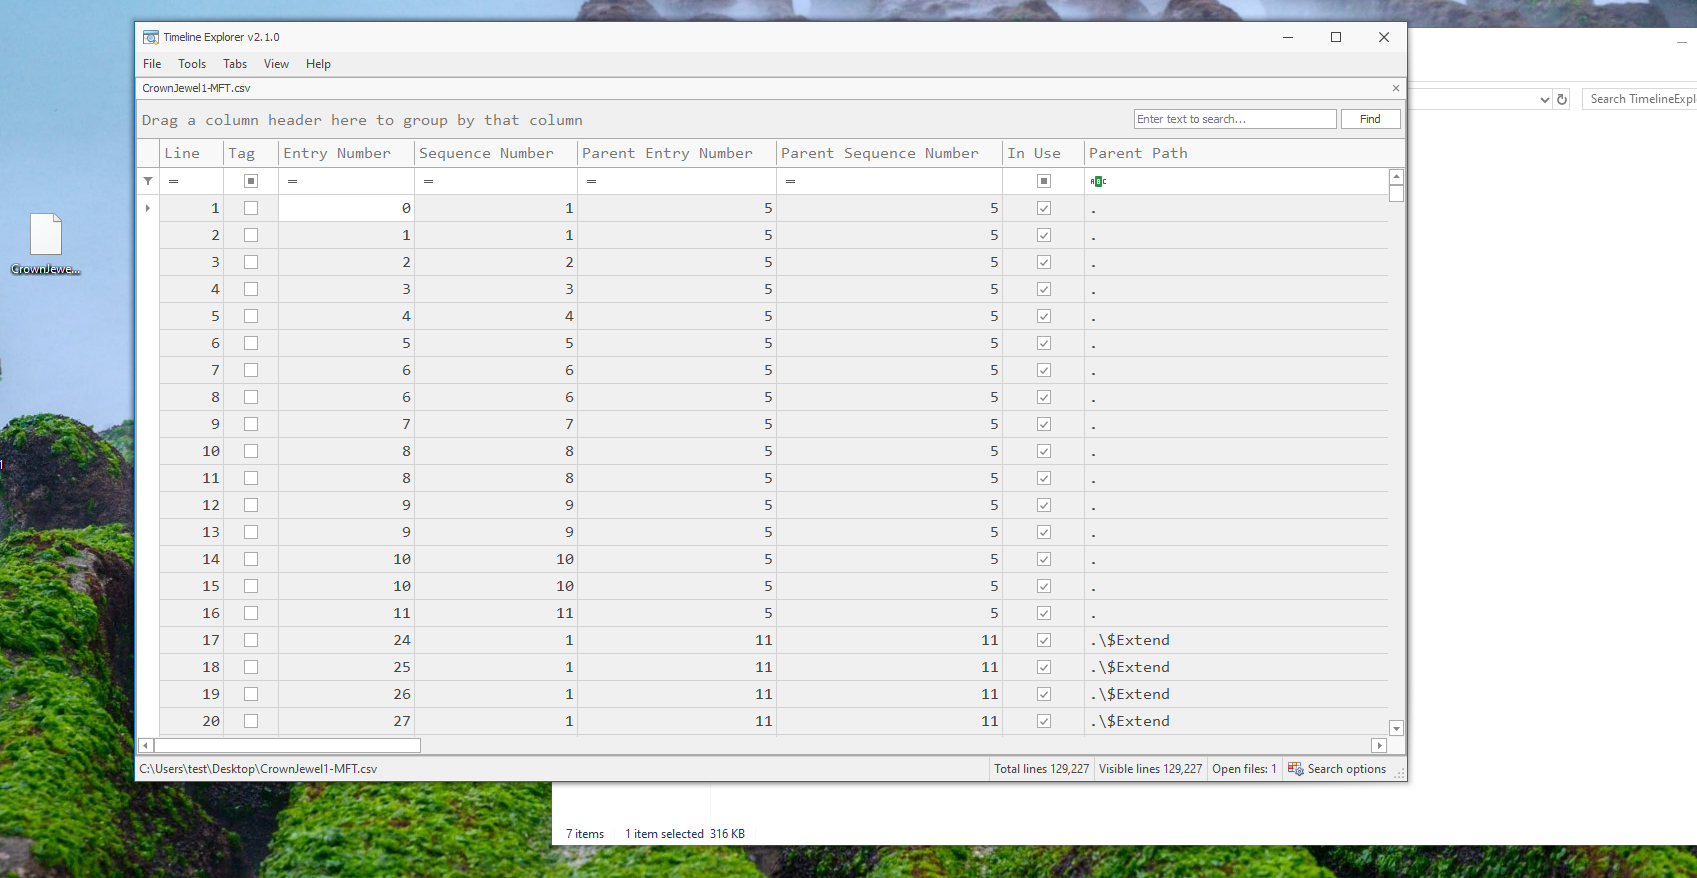 Timeline Explorer v2.1.0
File Tools Tabs View Help
CrownJewel1-MFT.csv
Drag a column header here to group by that column
Enter text to search...
Find
Search TimelineExpl
Line Tag Entry Number Sequence Number Parent Entry Number Parent Sequence Number In Use Parent Path
= = = = = ABC
1 0 1 5 5 .
2 1 1 5 5 .
3 2 2 5 5 .
4 3 3 5 5 .
5 4 4 5 5 .
6 5 5 5 5 .
7 6 6 5 5 .
8 6 6 5 5 .
9 7 7 5 5 .
10 8 8 5 5 .
11 8 8 5 5 .
12 9 9 5 5 .
13 9 9 5 5 .
14 10 10 5 5 .
15 10 10 5 5 .
16 11 11 5 5 .
17 24 1 11 11 .\$Extend
18 25 1 11 11 .\$Extend
19 26 1 11 11 .\$Extend
20 27 1 11 11 .\$Extend
C:\Users\test\Desktop\CrownJewel1-MFT.csv
Total lines 129,227 Visible lines 129,227 Open files: 1 Search options
CrownJewe...
1
7 items 1 item selected 316 KB